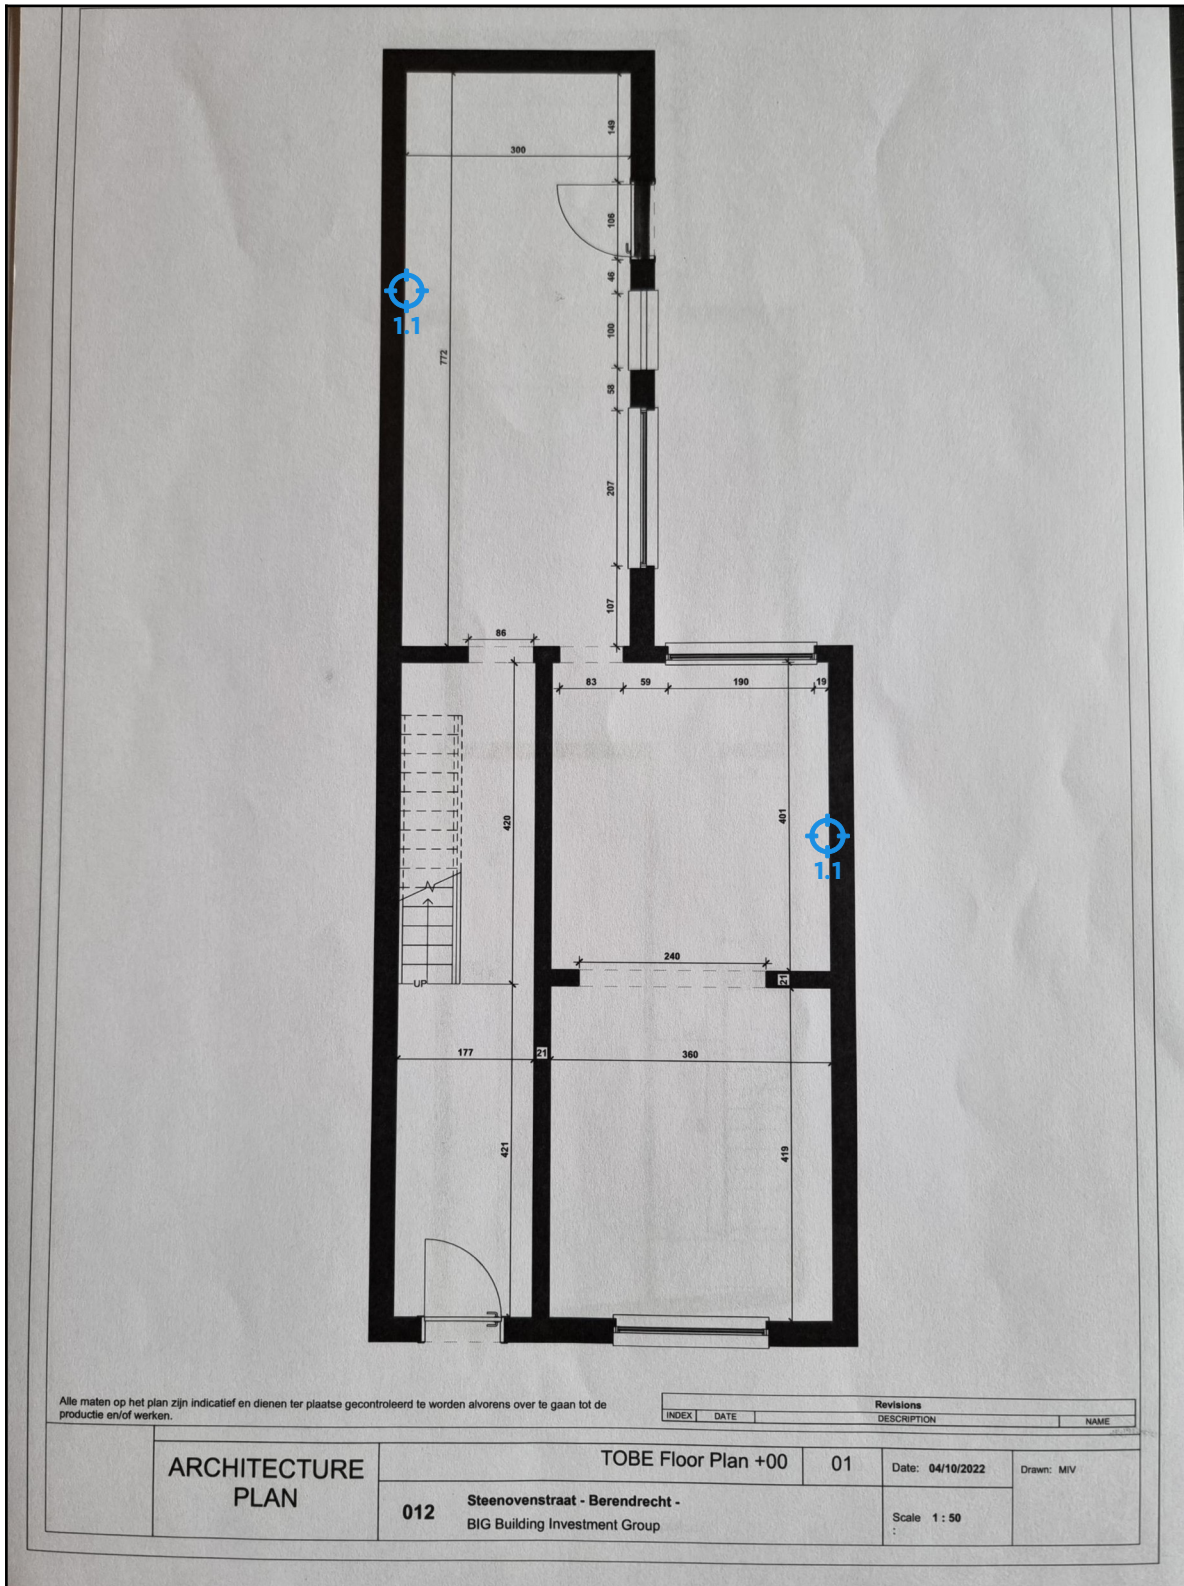 149
300
106
46
1.1
100
772
58
207
107
86
83
59
190
19
420
401
1.1
240
21
UP
177
21
360
421
419
Alle maten op het plan zijn indicatief en dienen ter plaatse gecontroleerd te worden alvorens over te gaan tot de
productie en/of werken.
Revisions
INDEX DATE DESCRIPTION NAME
ARCHITECTURE
PLAN
TOBE Floor Plan +00
01
Date: 04/10/2022
Drawn: MIV
012
Steenovenstraat - Berendrecht -
BIG Building Investment Group
Scale 1 : 50
: